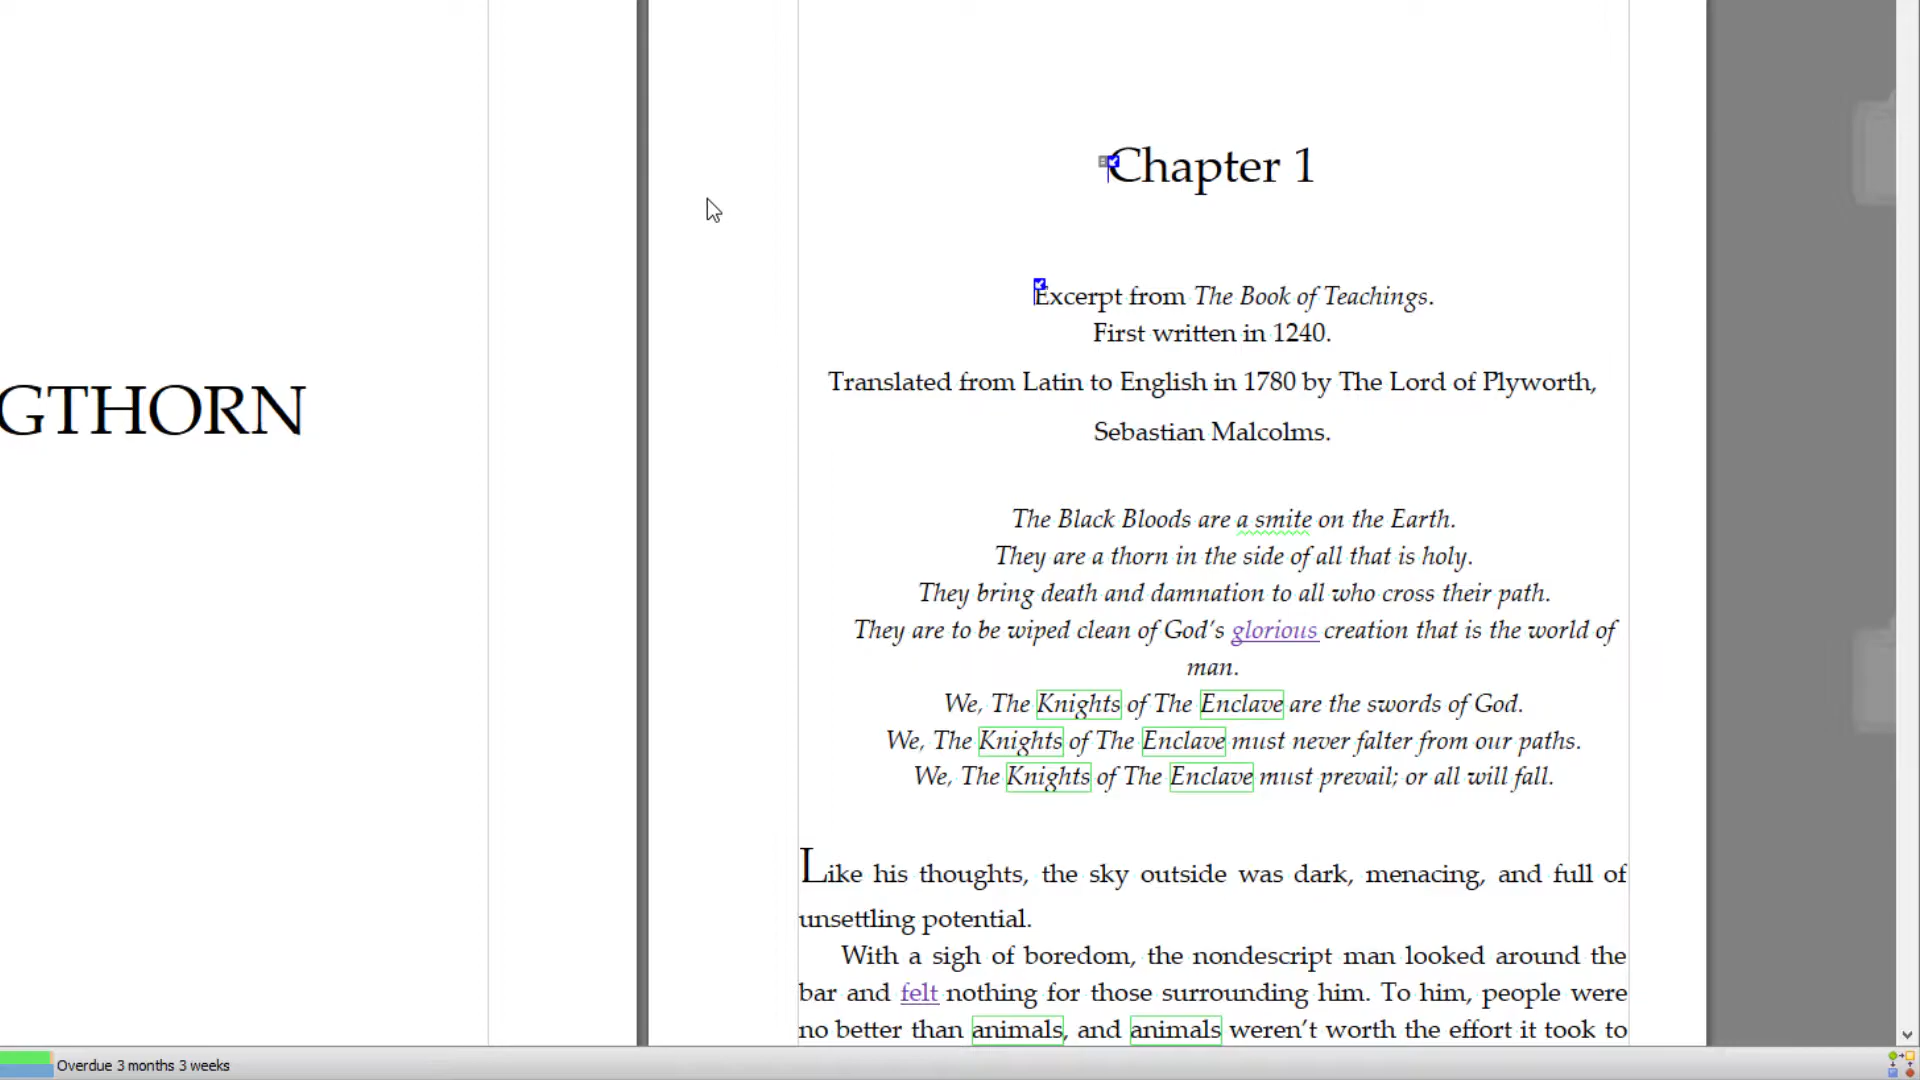 GTHORN
Chapter 1
Excerpt from The Book of Teachings.
First written in 1240.
Translated from Latin to English in 1780 by The Lord of Plyworth,
Sebastian Malcolms.
The Black Bloods are a smite on the Earth.
They are a thorn in the side of all that is holy.
They bring death and damnation to all who cross their path.
They are to be wiped clean of God's glorious creation that is the world of
man.
We, The Knights of The Enclave are the swords of God.
We, The Knights of The Enclave must never falter from our paths.
We, The Knights of The Enclave must prevail; or all will fall.
Like his thoughts, the sky outside was dark, menacing, and full of
unsettling potential.
With a sigh of boredom, the nondescript man looked around the
bar and felt nothing for those surrounding him. To him, people were
no better than animals, and animals weren't worth the effort it took to
Overdue 3 months 3 weeks